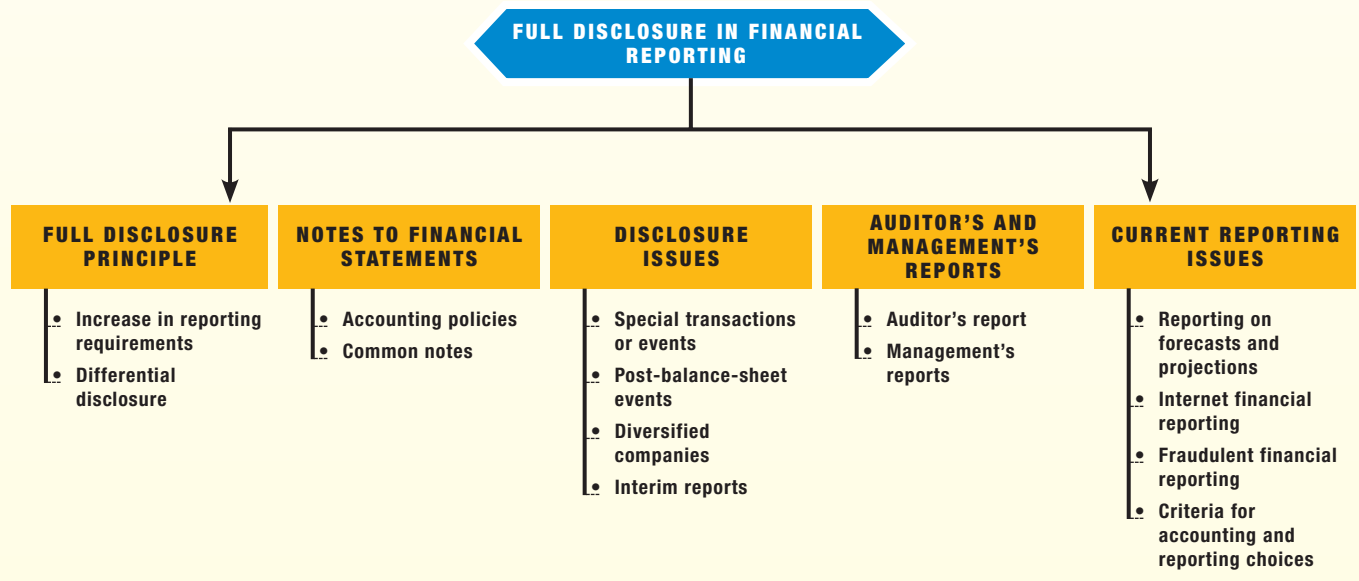 FULL DISCLOSURE IN FINANCIAL
REPORTING
FULL DISCLOSURE
PRINCIPLE
• Increase in reporting
requirements
• Differential
disclosure
NOTES TO FINANCIAL
STATEMENTS
• Accounting policies
• Common notes
DISCLOSURE
ISSUES
• Special transactions
or events
• Post-balance-sheet
events
• Diversified
companies
• Interim reports
AUDITOR'S AND
MANAGEMENT'S
REPORTS
• Auditor's report
• Management's
reports
CURRENT REPORTING
ISSUES
• Reporting on
forecasts and
projections
• Internet financial
reporting
• Fraudulent financial
reporting
• Criteria for
accounting and
reporting choices